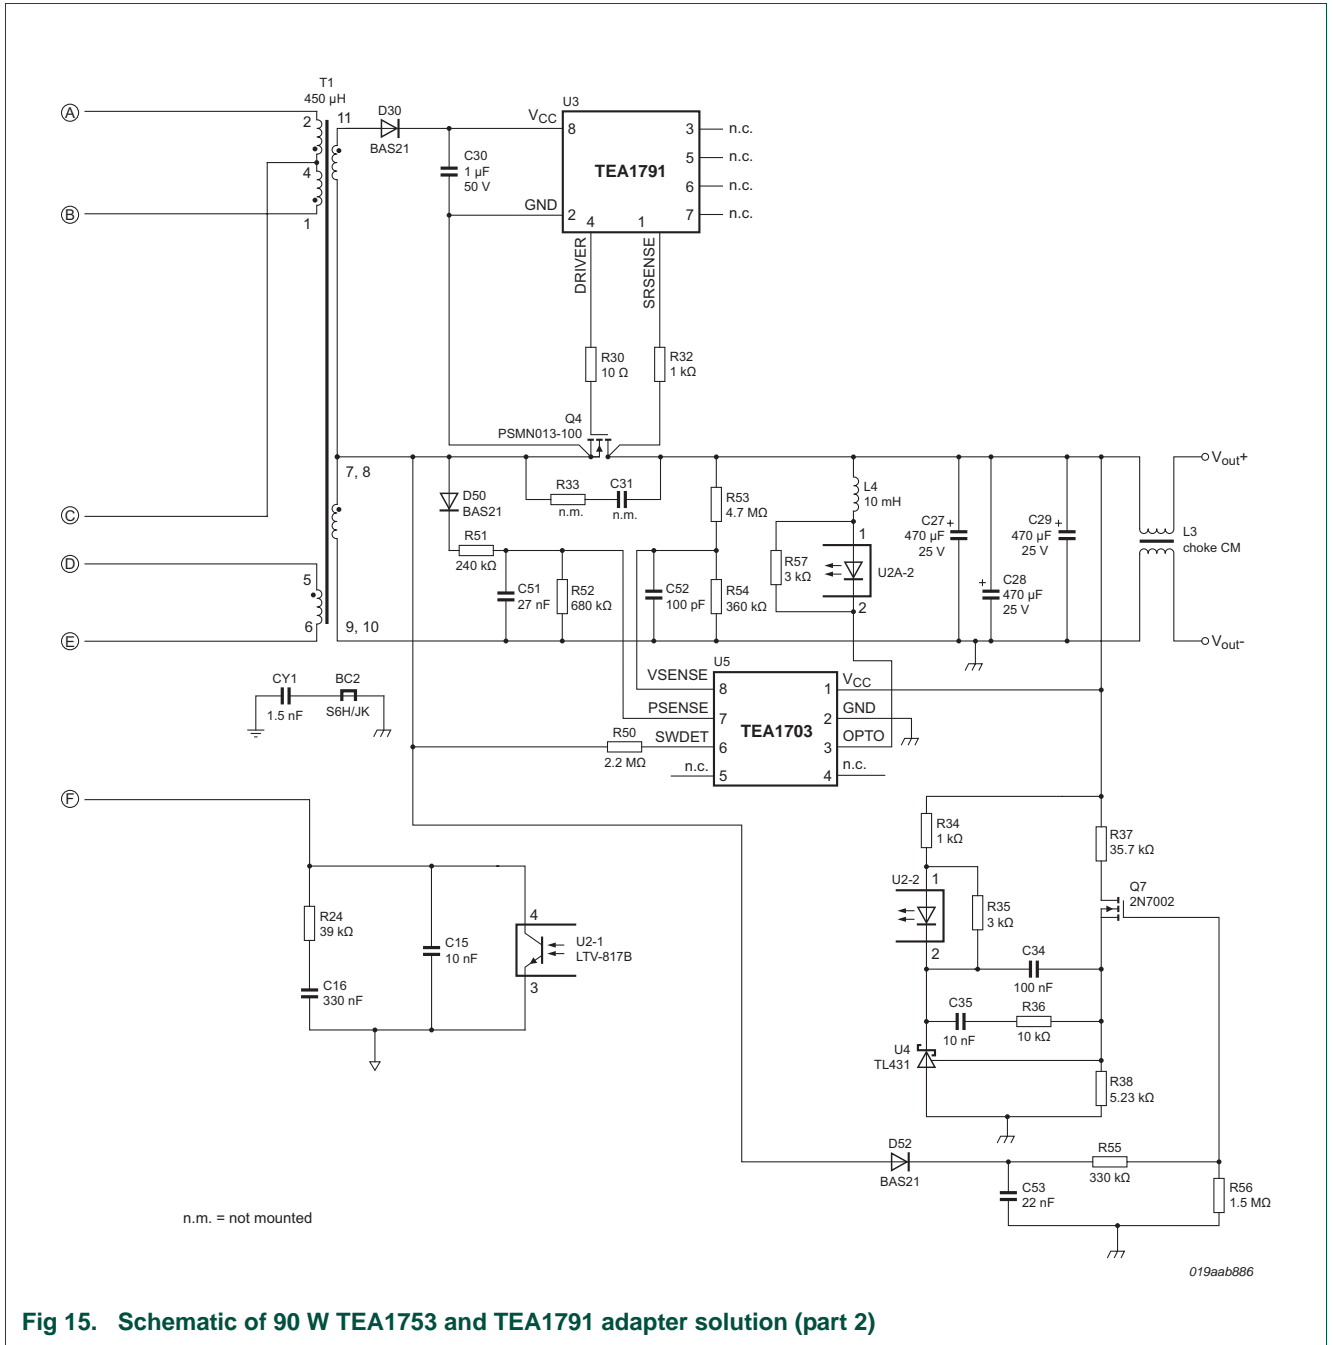 T1
450 μH
A
2
11
D30
BAS21
4
B
1
C30
1 μF
50 V
VCC
GND
U3
8
3
n.c.
5
n.c.
TEA1791
6
n.c.
2
4
1
7
n.c.
DRIVER
SRSENSE
R30
10 Ω
R32
1 kΩ
Q4
PSMN013-100
7, 8
Vout+
D50
BAS21
R33
n.m.
C31
n.m.
R53
4.7 MΩ
L4
10 mH
C
R51
240 kΩ
C27
470 μF
25 V
+
C29
470 μF
25 V
+
L3
choke CM
D
R57
3 kΩ
1
U2A-2
2
5
C51
27 nF
R52
680 kΩ
C52
100 pF
R54
360 kΩ
C28
470 μF
25 V
+
E
6
9, 10
Vout-
CY1
1.5 nF
BC2
S6H/JK
U5
VSENSE
8
1
VCC
PSENSE
7
2
GND
TEA1703
R50
2.2 MΩ
SWDET
6
3
OPTO
n.c.
5
4
n.c.
F
R34
1 kΩ
R37
35.7 kΩ
U2-2
1
2
R35
3 kΩ
Q7
2N7002
R24
39 kΩ
C15
10 nF
4
U2-1
LTV-817B
3
C16
330 nF
C34
100 nF
C35
10 nF
R36
10 kΩ
U4
TL431
R38
5.23 kΩ
D52
BAS21
R55
330 kΩ
C53
22 nF
R56
1.5 MΩ
n.m. = not mounted
019aab886
Fig 15. Schematic of 90 W TEA1753 and TEA1791 adapter solution (part 2)